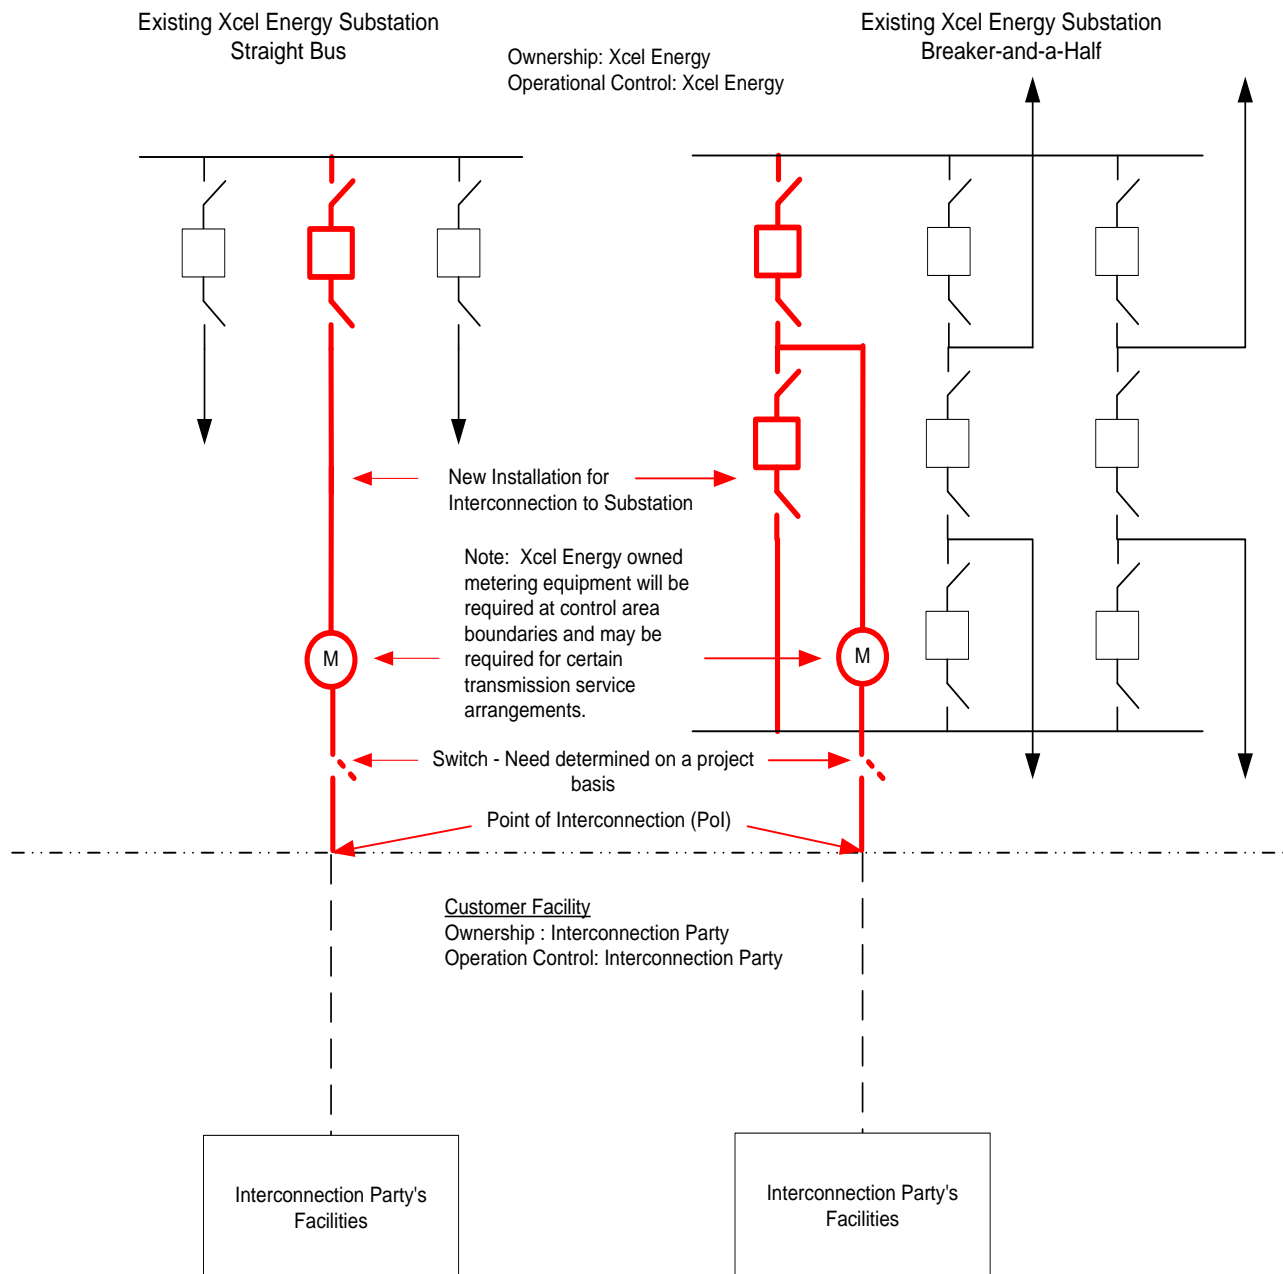 Existing Xcel Energy Substation
Straight Bus
Ownership: Xcel Energy
Operational Control: Xcel Energy
Existing Xcel Energy Substation
Breaker-and-a-Half
New Installation for
Interconnection to Substation
Note:  Xcel Energy owned
metering equipment will be
required at control area
boundaries and may be
required for certain
transmission service
arrangements.
M
M
Switch - Need determined on a project
basis
Point of Interconnection (PoI)
Customer Facility
Ownership : Interconnection Party
Operation Control: Interconnection Party
Interconnection Party's
Facilities
Interconnection Party's
Facilities